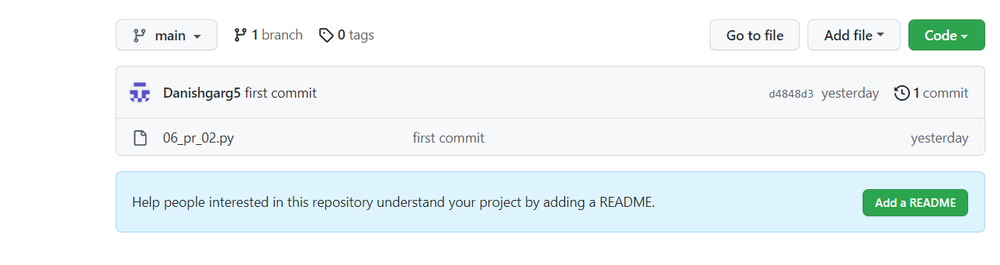 main 1 branch 0 tags Go to file Add file Code
Danishgarg5 first commit d4848d3 yesterday 1 commit
06_pr_02.py first commit yesterday
Help people interested in this repository understand your project by adding a README. Add a README